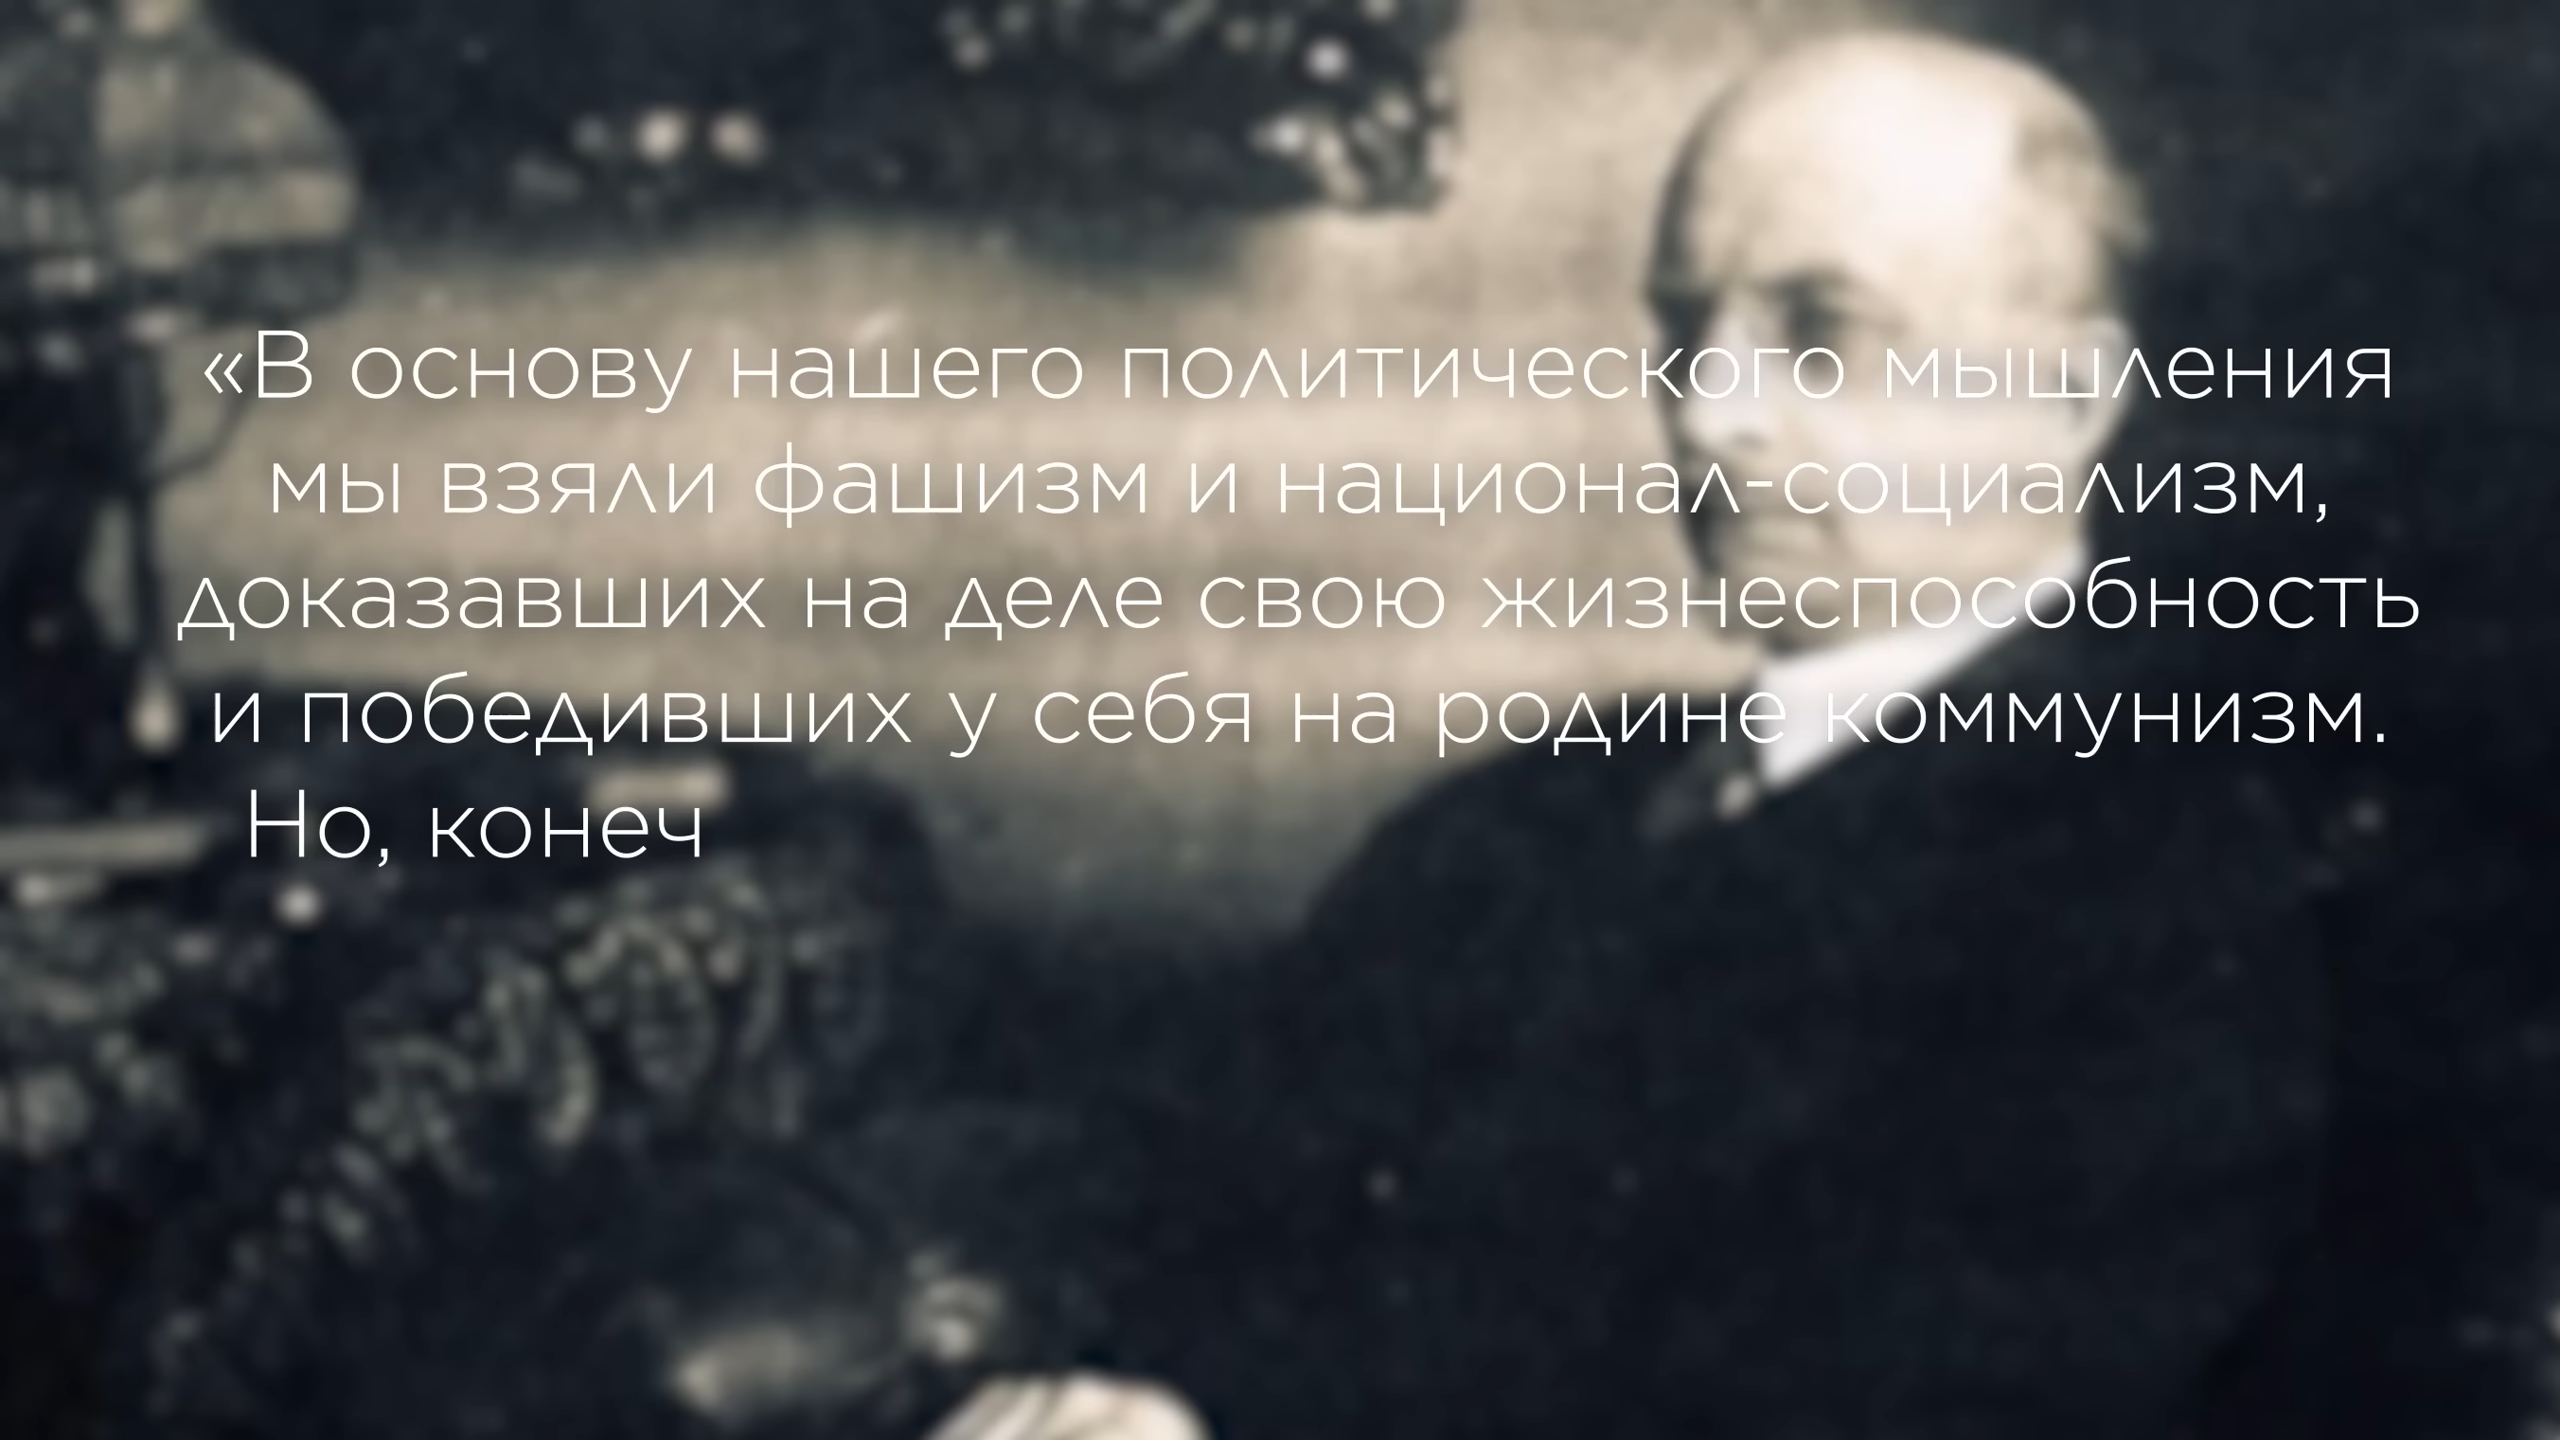 «В основу нашего политического мышления
мы взяли фашизм и национал-социализм,
доказавших на деле свою жизнеспособность
и победивших у себя на родине коммунизм.
Но, конеч